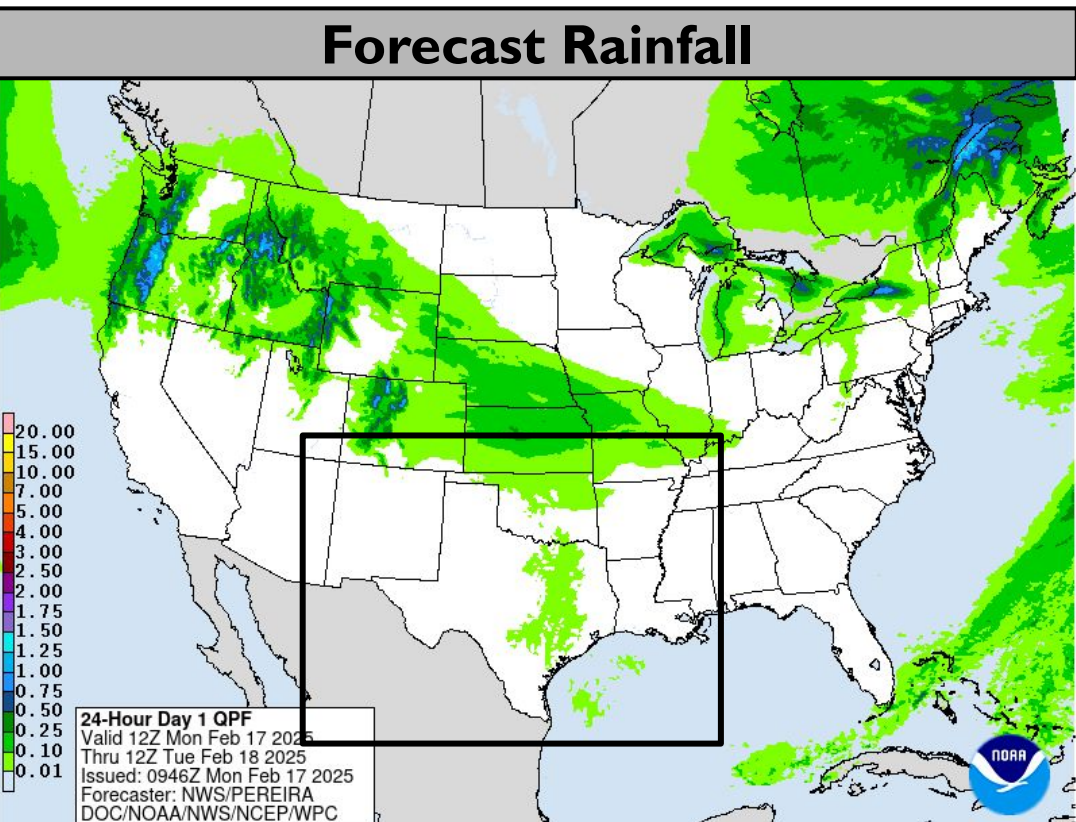 Forecast Rainfall
20.00
15.00
10.00
7.00
5.00
4.00
3.00
2.50
2.00
1.75
1.50
1.25
1.00
0.75
0.50
0.25
0.10
0.01
24-Hour Day 1 QPF
Valid 12Z Mon Feb 17 2025
Thru 12Z Tue Feb 18 2025
Issued: 0946Z Mon Feb 17 2025
Forecaster: NWS/PEREIRA
DOC/NOAA/NWS/NCEP/WPC
NOAA